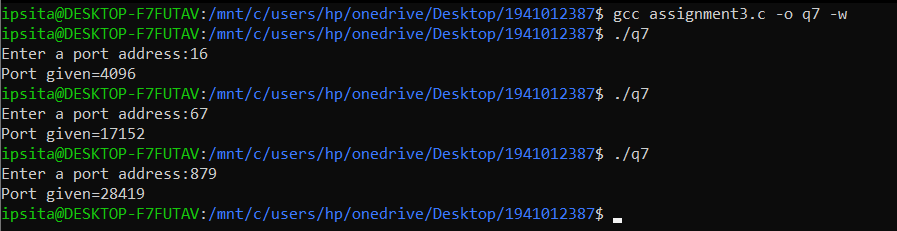 ipsita@DESKTOP-F7FUTAV:/mnt/c/users/hp/onedrive/Desktop/1941012387$ gcc assignment3.c -o q7 -w
ipsita@DESKTOP-F7FUTAV:/mnt/c/users/hp/onedrive/Desktop/1941012387$ ./q7
Enter a port address:16
Port given=4096
ipsita@DESKTOP-F7FUTAV:/mnt/c/users/hp/onedrive/Desktop/1941012387$ ./q7
Enter a port address:67
Port given=17152
ipsita@DESKTOP-F7FUTAV:/mnt/c/users/hp/onedrive/Desktop/1941012387$ ./q7
Enter a port address:879
Port given=28419
ipsita@DESKTOP-F7FUTAV:/mnt/c/users/hp/onedrive/Desktop/1941012387$